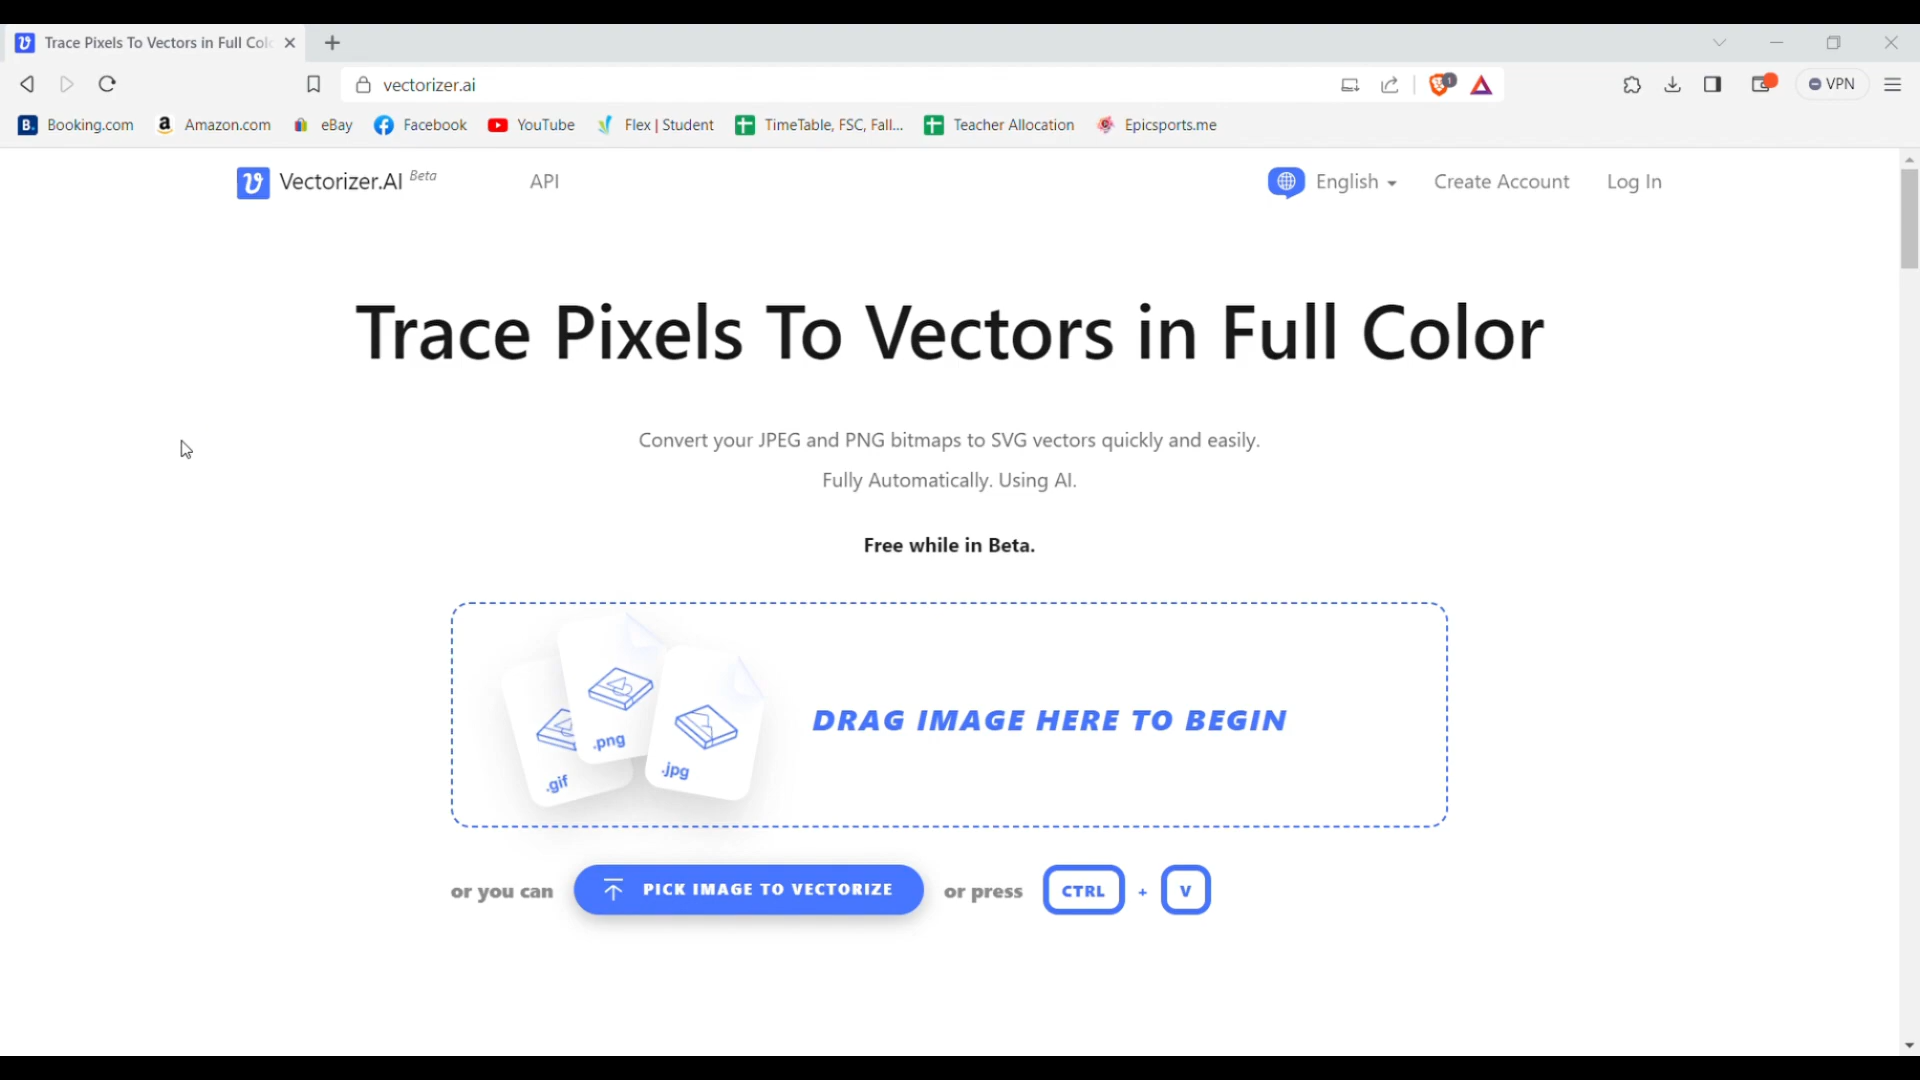 Trace Pixels To Vectors in Full Colo
vectorizer.ai
1
VPN
B. Booking.com
a Amazon.com
eBay
Facebook
YouTube
Flex | Student
TimeTable, FSC, Fall...
Teacher Allocation
Epicsports.me
Vectorizer.AI Beta
API
English
Create Account
Log In
Trace Pixels To Vectors in Full Color
Convert your JPEG and PNG bitmaps to SVG vectors quickly and easily.
Fully Automatically. Using AI.
Free while in Beta.
.gif
.png
.jpg
DRAG IMAGE HERE TO BEGIN
or you can
PICK IMAGE TO VECTORIZE
or press
CTRL + V